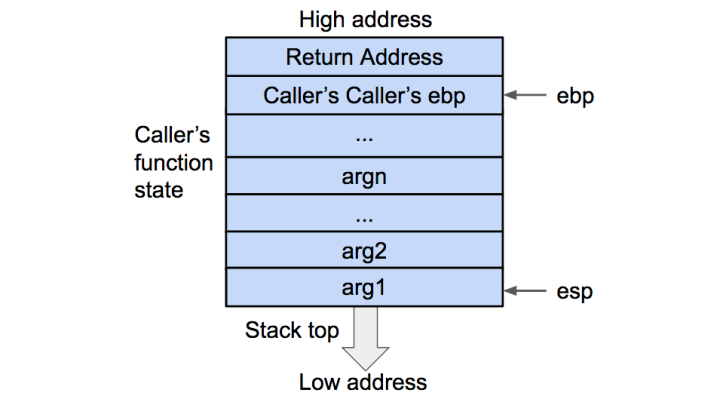 High address
Return Address
Caller’s Caller’s ebp
ebp
...
Caller’s
function
state
argn
...
arg2
arg1
esp
Stack top
Low address